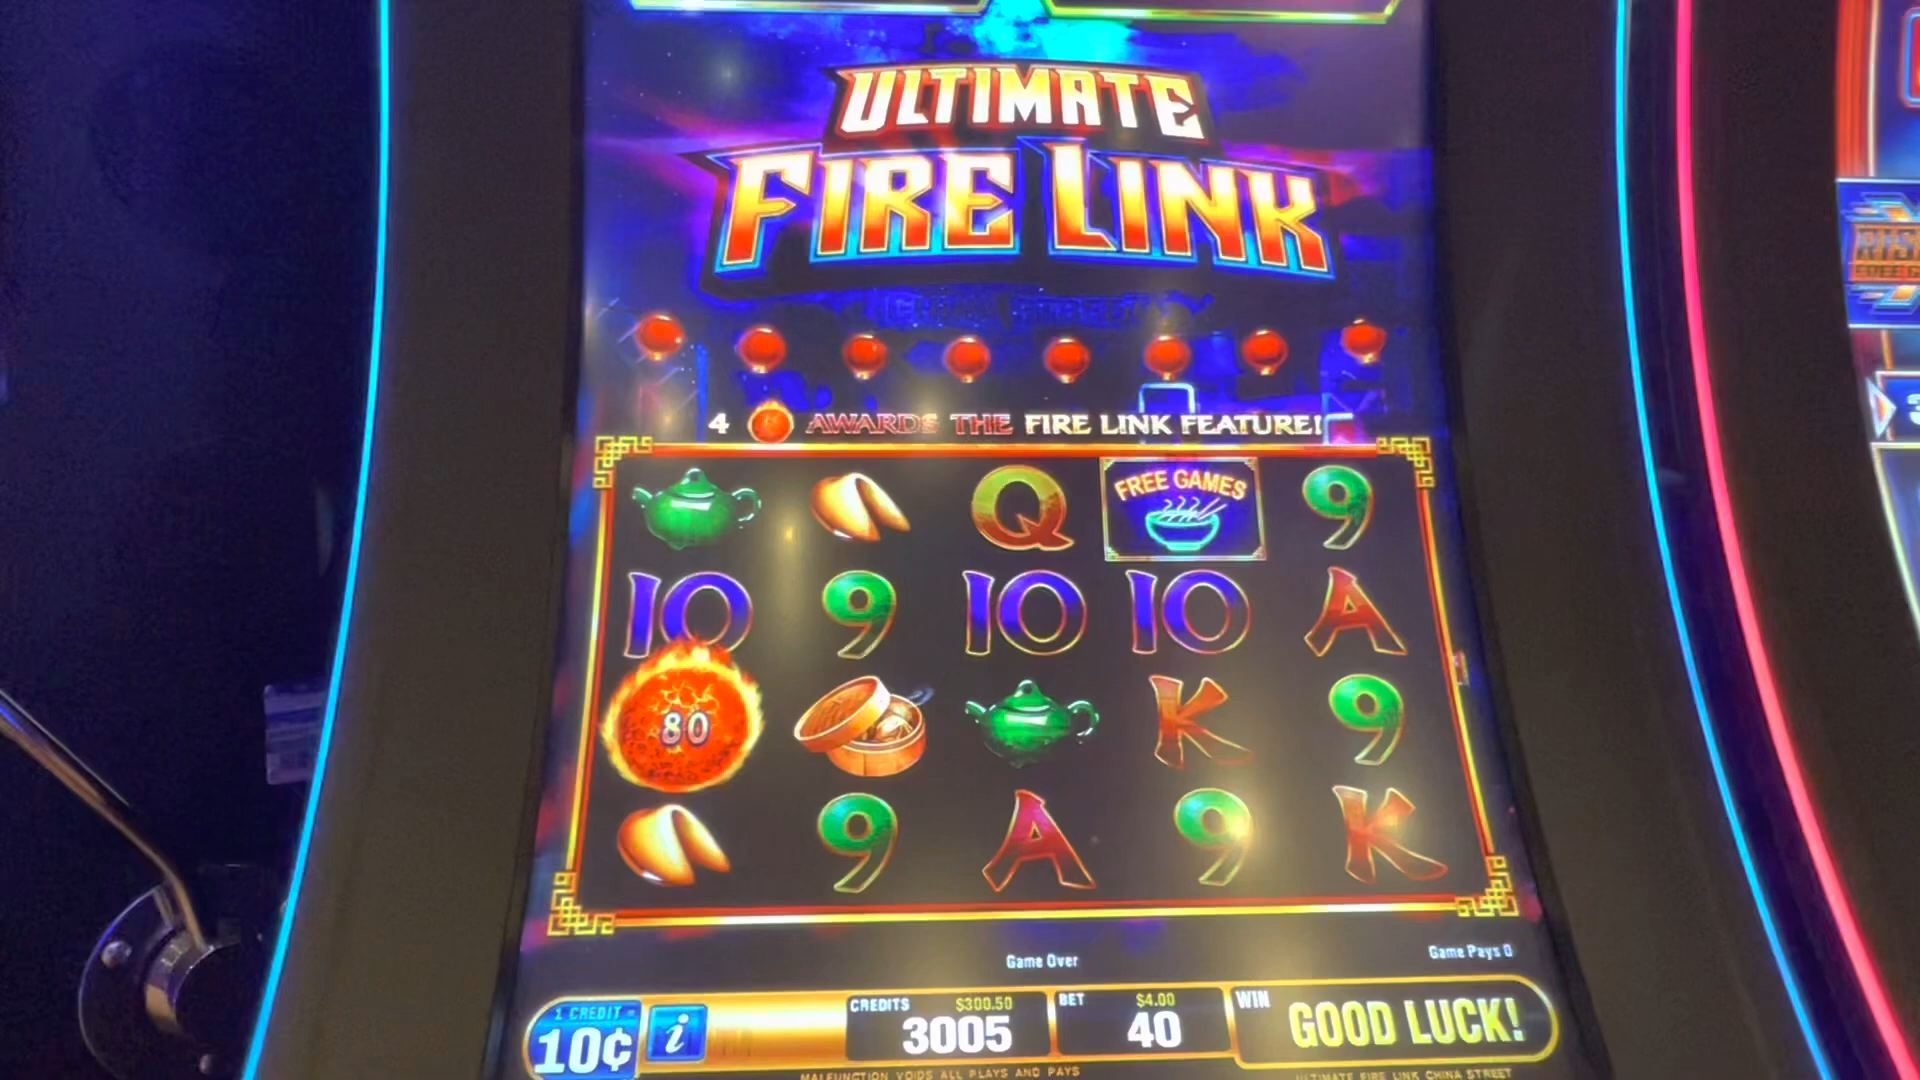 ULTIMATE
FIRE LINK
CHINA STREET
4 AWARDS THE FIRE LINK FEATURE!
Q FREE GAMES 9
10 9 10 10 A
80 K 9
9 A 9 K
Game Over
Game Pays 0
1 CREDIT =
10¢
i
CREDITS $300.50
3005
BET $4.00
40
WIN
GOOD LUCK!
MALFUNCTION VOIDS ALL PLAYS AND PAYS
ULTIMATE FIRE LINK CHINA STREET